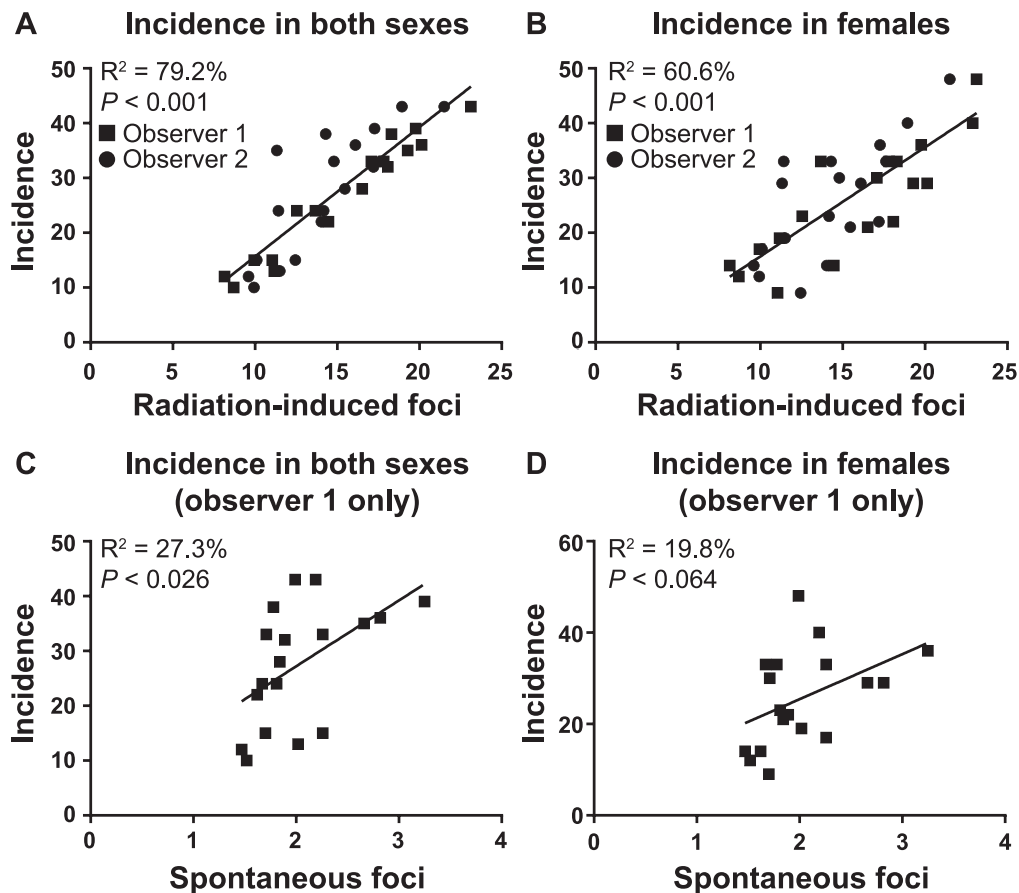 A Incidence in both sexes
R² = 79.2%
P < 0.001
Observer 1
Observer 2
Incidence
50
40
30
20
10
0
0 5 10 15 20 25
Radiation-induced foci
B Incidence in females
R² = 60.6%
P < 0.001
Observer 1
Observer 2
Incidence
50
40
30
20
10
0
0 5 10 15 20 25
Radiation-induced foci
C Incidence in both sexes
(observer 1 only)
R² = 27.3%
P < 0.026
Incidence
50
40
30
20
10
0
0 1 2 3 4
Spontaneous foci
D Incidence in females
(observer 1 only)
R² = 19.8%
P < 0.064
Incidence
60
40
20
0
0 1 2 3 4
Spontaneous foci